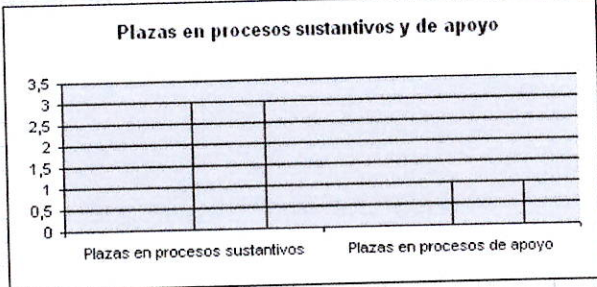 Plazas en procesos sustantivos y de apoyo
3,5
3
2,5
2
1,5
1
0,5
0
Plazas en procesos sustantivos
Plazas en procesos de apoyo